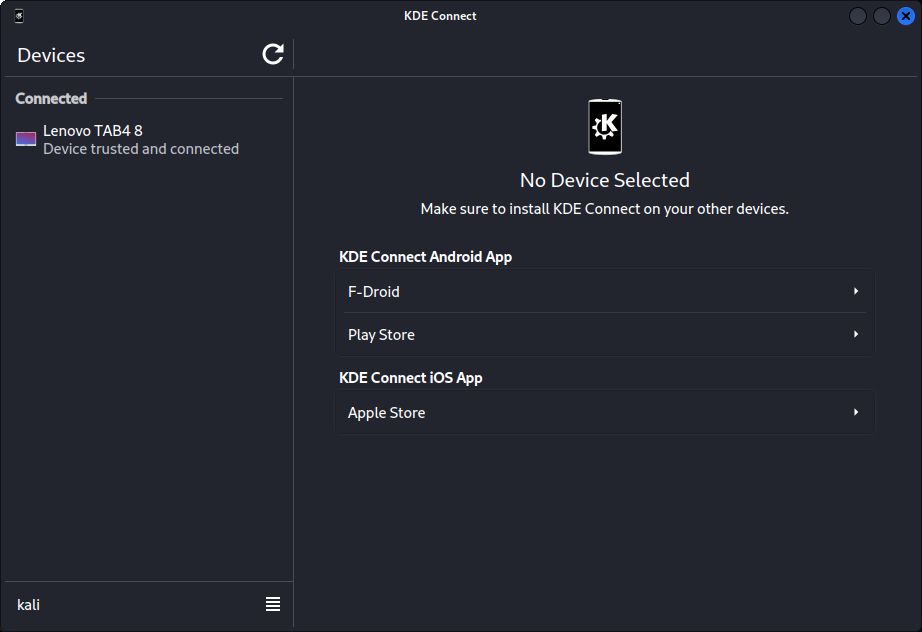 KDE Connect
Devices
Connected
Lenovo TAB4 8
Device trusted and connected
kali
No Device Selected
Make sure to install KDE Connect on your other devices.
KDE Connect Android App
F-Droid
Play Store
KDE Connect iOS App
Apple Store